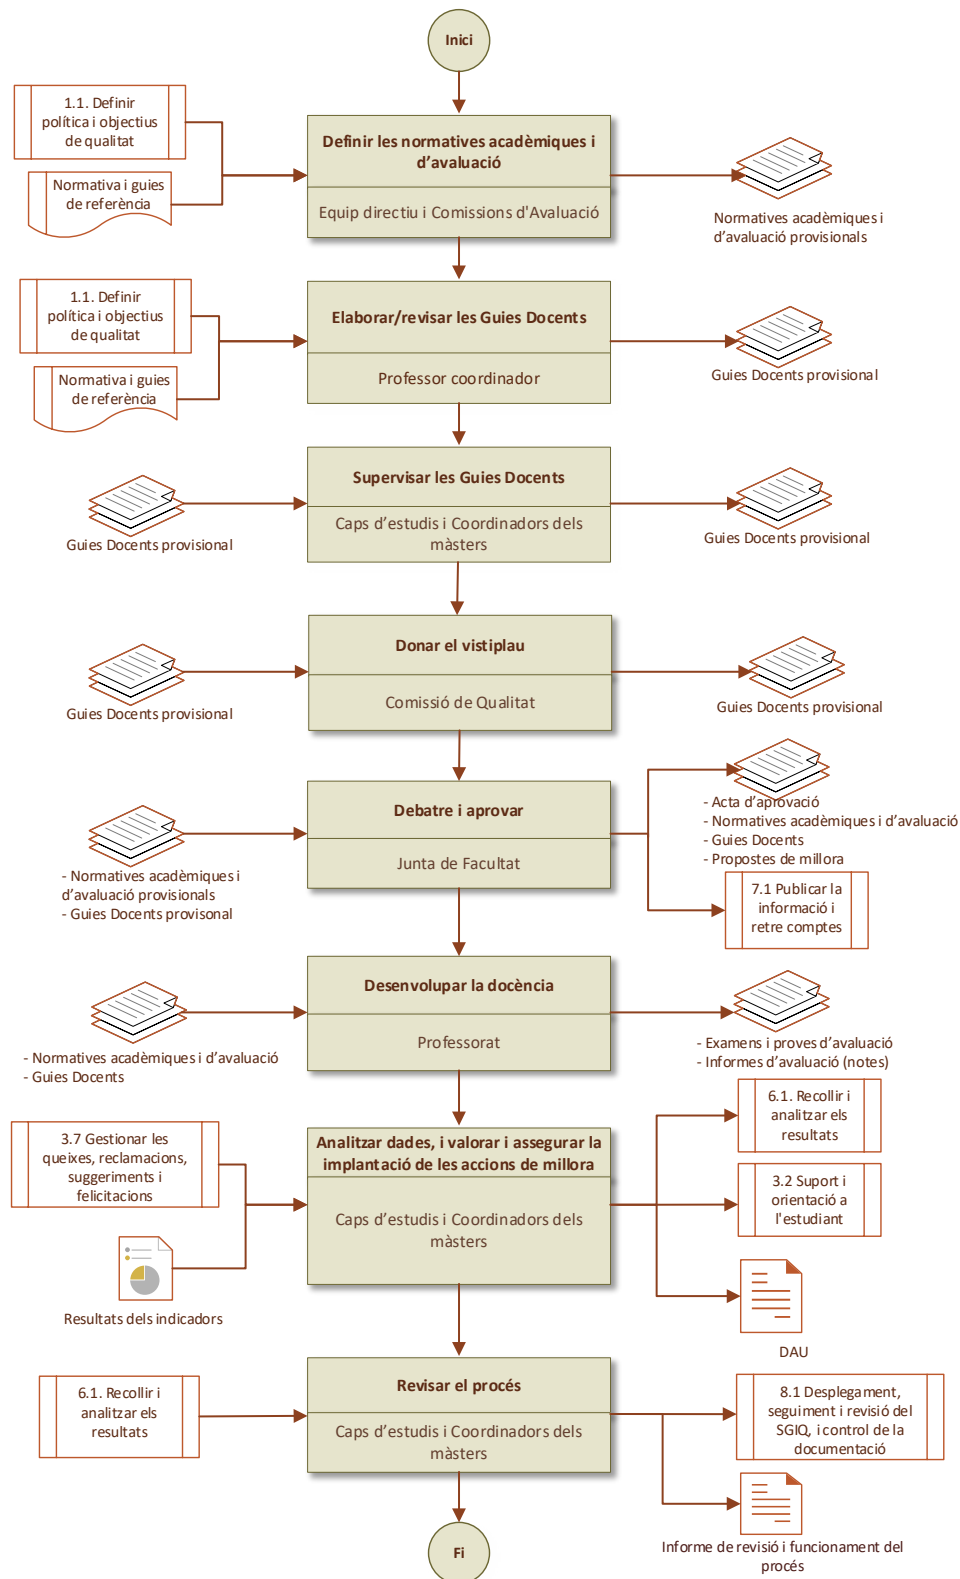 Inici
1.1. Definir
política i objectius
de qualitat
Normativa i guies
de referència
Definir les normatives acadèmiques i
d’avaluació
Equip directiu i Comissions d'Avaluació
Normatives acadèmiques i
d’avaluació provisionals
1.1. Definir
política i objectius
de qualitat
Normativa i guies
de referència
Elaborar/revisar les Guies Docents
Professor coordinador
Guies Docents provisional
Guies Docents provisional
Supervisar les Guies Docents
Caps d’estudis i Coordinadors dels
màsters
Guies Docents provisional
Guies Docents provisional
Donar el vistiplau
Comissió de Qualitat
Guies Docents provisional
- Normatives acadèmiques i
d’avaluació provisionals
- Guies Docents provisonal
Debatre i aprovar
Junta de Facultat
- Acta d’aprovació
- Normatives acadèmiques i d’avaluació
- Guies Docents
- Propostes de millora
7.1 Publicar la
informació i
retre comptes
- Normatives acadèmiques i d’avaluació
- Guies Docents
Desenvolupar la docència
Professorat
- Examens i proves d’avaluació
- Informes d’avaluació (notes)
3.7 Gestionar les
queixes, reclamacions,
suggeriments i
felicitacions
Resultats dels indicadors
Analitzar dades, i valorar i assegurar la
implantació de les accions de millora
Caps d’estudis i Coordinadors dels
màsters
6.1. Recollir i
analitzar els
resultats
3.2 Suport i
orientació a
l'estudiant
DAU
6.1. Recollir i
analitzar els
resultats
Revisar el procés
Caps d’estudis i Coordinadors dels
màsters
8.1 Desplegament,
seguiment i revisió del
SGIQ, i control de la
documentació
Informe de revisió i funcionament del
procés
Fi